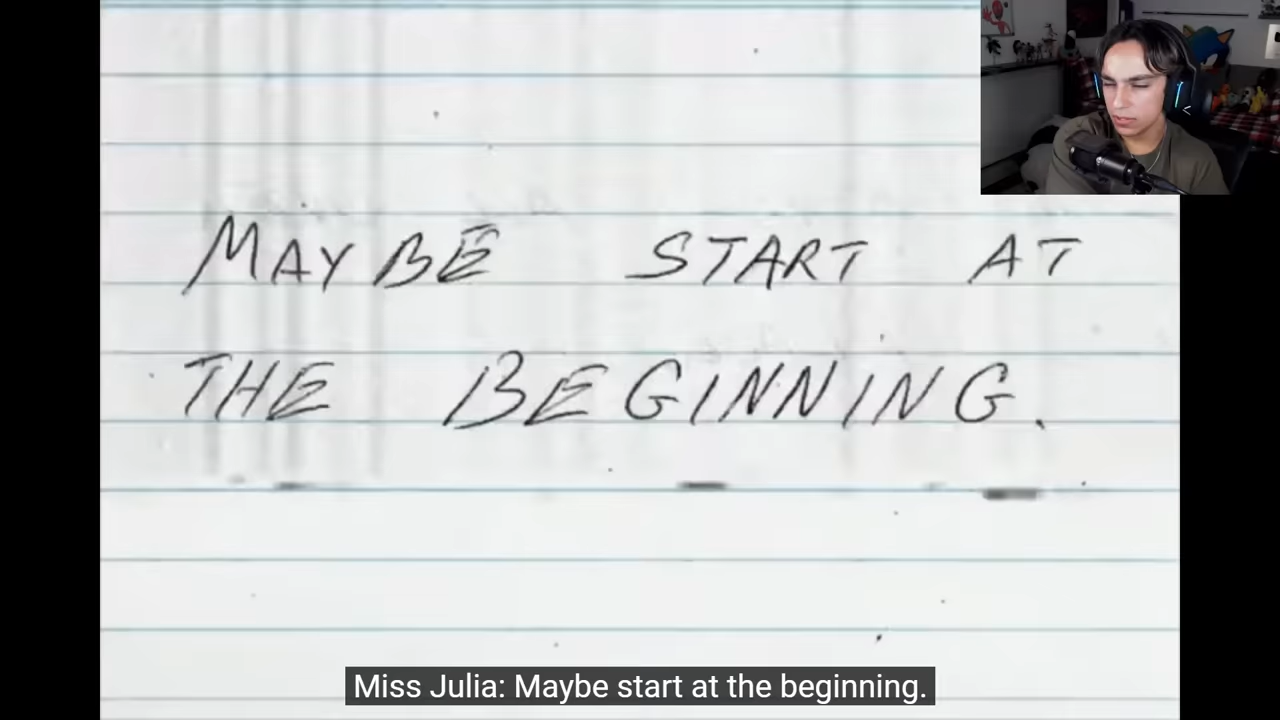 MAYBE START AT
THE BEGINNING.
Miss Julia: Maybe start at the beginning.